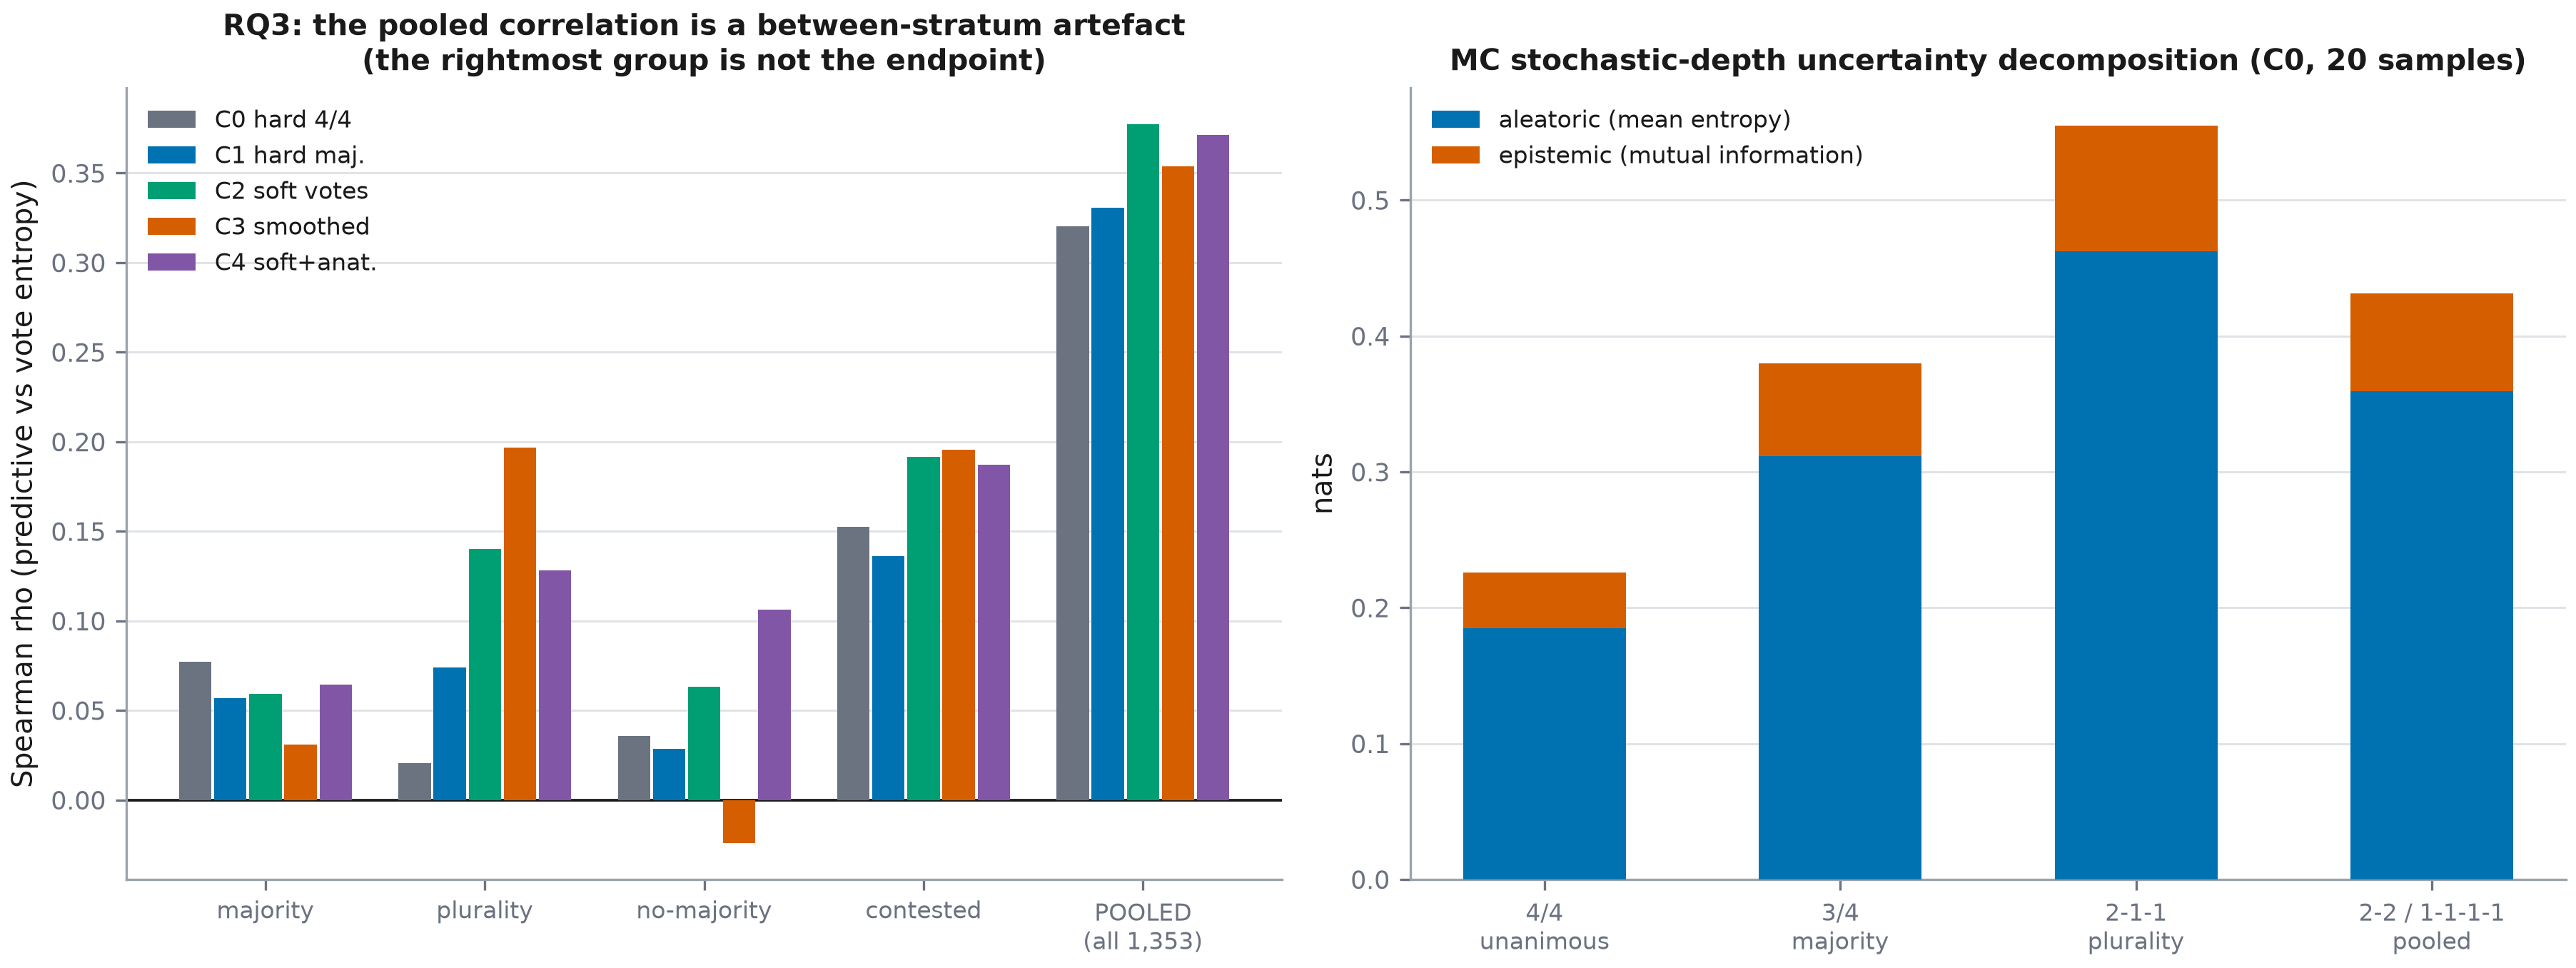 RQ3: the pooled correlation is a between-stratum artefact
(the rightmost group is not the endpoint)
Spearman rho (predictive vs vote entropy)
0.35
0.30
0.25
0.20
0.15
0.10
0.05
0.00
C0 hard 4/4
C1 hard maj.
C2 soft votes
C3 smoothed
C4 soft+anat.
majority
plurality
no-majority
contested
POOLED
(all 1,353)
MC stochastic-depth uncertainty decomposition (C0, 20 samples)
nats
0.5
0.4
0.3
0.2
0.1
0.0
aleatoric (mean entropy)
epistemic (mutual information)
4/4
unanimous
3/4
majority
2-1-1
plurality
2-2 / 1-1-1-1
pooled